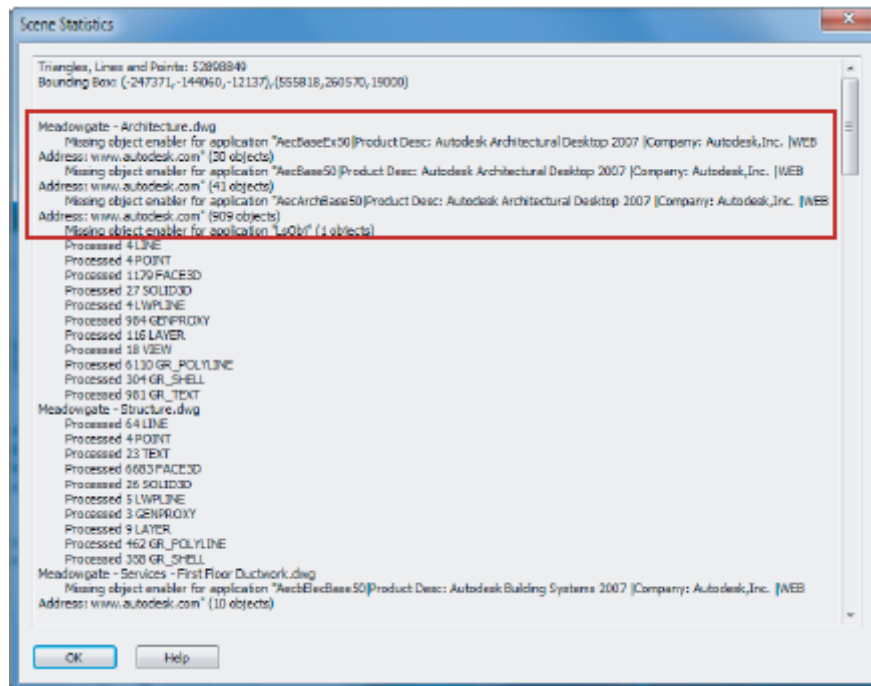 Scene Statistics
Triangles, Lines and Points: 52898849
Bounding Box: (-247371,-144060,-12137),(555818,260570,19000)
Meadowgate - Architecture.dwg
Missing object enabler for application "AecBaseEx50|Product Desc: Autodesk Architectural Desktop 2007 |Company: Autodesk,Inc. |WEB
Address: www.autodesk.com" (30 objects)
Missing object enabler for application "AecBase50|Product Desc: Autodesk Architectural Desktop 2007 |Company: Autodesk,Inc. |WEB
Address: www.autodesk.com" (41 objects)
Missing object enabler for application "AecArchBase50|Product Desc: Autodesk Architectural Desktop 2007 |Company: Autodesk,Inc. |WEB
Address: www.autodesk.com" (909 objects)
Missing object enabler for application "LsObj" (1 objects)
Processed 4 LINE
Processed 4 POINT
Processed 1179 FACE3D
Processed 27 SOLID3D
Processed 4 LWPLINE
Processed 984 GENPROXY
Processed 116 LAYER
Processed 18 VIEW
Processed 6110 GR_POLYLINE
Processed 304 GR_SHELL
Processed 981 GR_TEXT
Meadowgate - Structure.dwg
Processed 64 LINE
Processed 4 POINT
Processed 23 TEXT
Processed 6683 FACE3D
Processed 26 SOLID3D
Processed 5 LWPLINE
Processed 3 GENPROXY
Processed 9 LAYER
Processed 462 GR_POLYLINE
Processed 358 GR_SHELL
Meadowgate - Services - First Floor Ductwork.dwg
Missing object enabler for application "AecbElecBase50|Product Desc: Autodesk Building Systems 2007 |Company: Autodesk,Inc. |WEB
Address: www.autodesk.com" (10 objects)
OK
Help